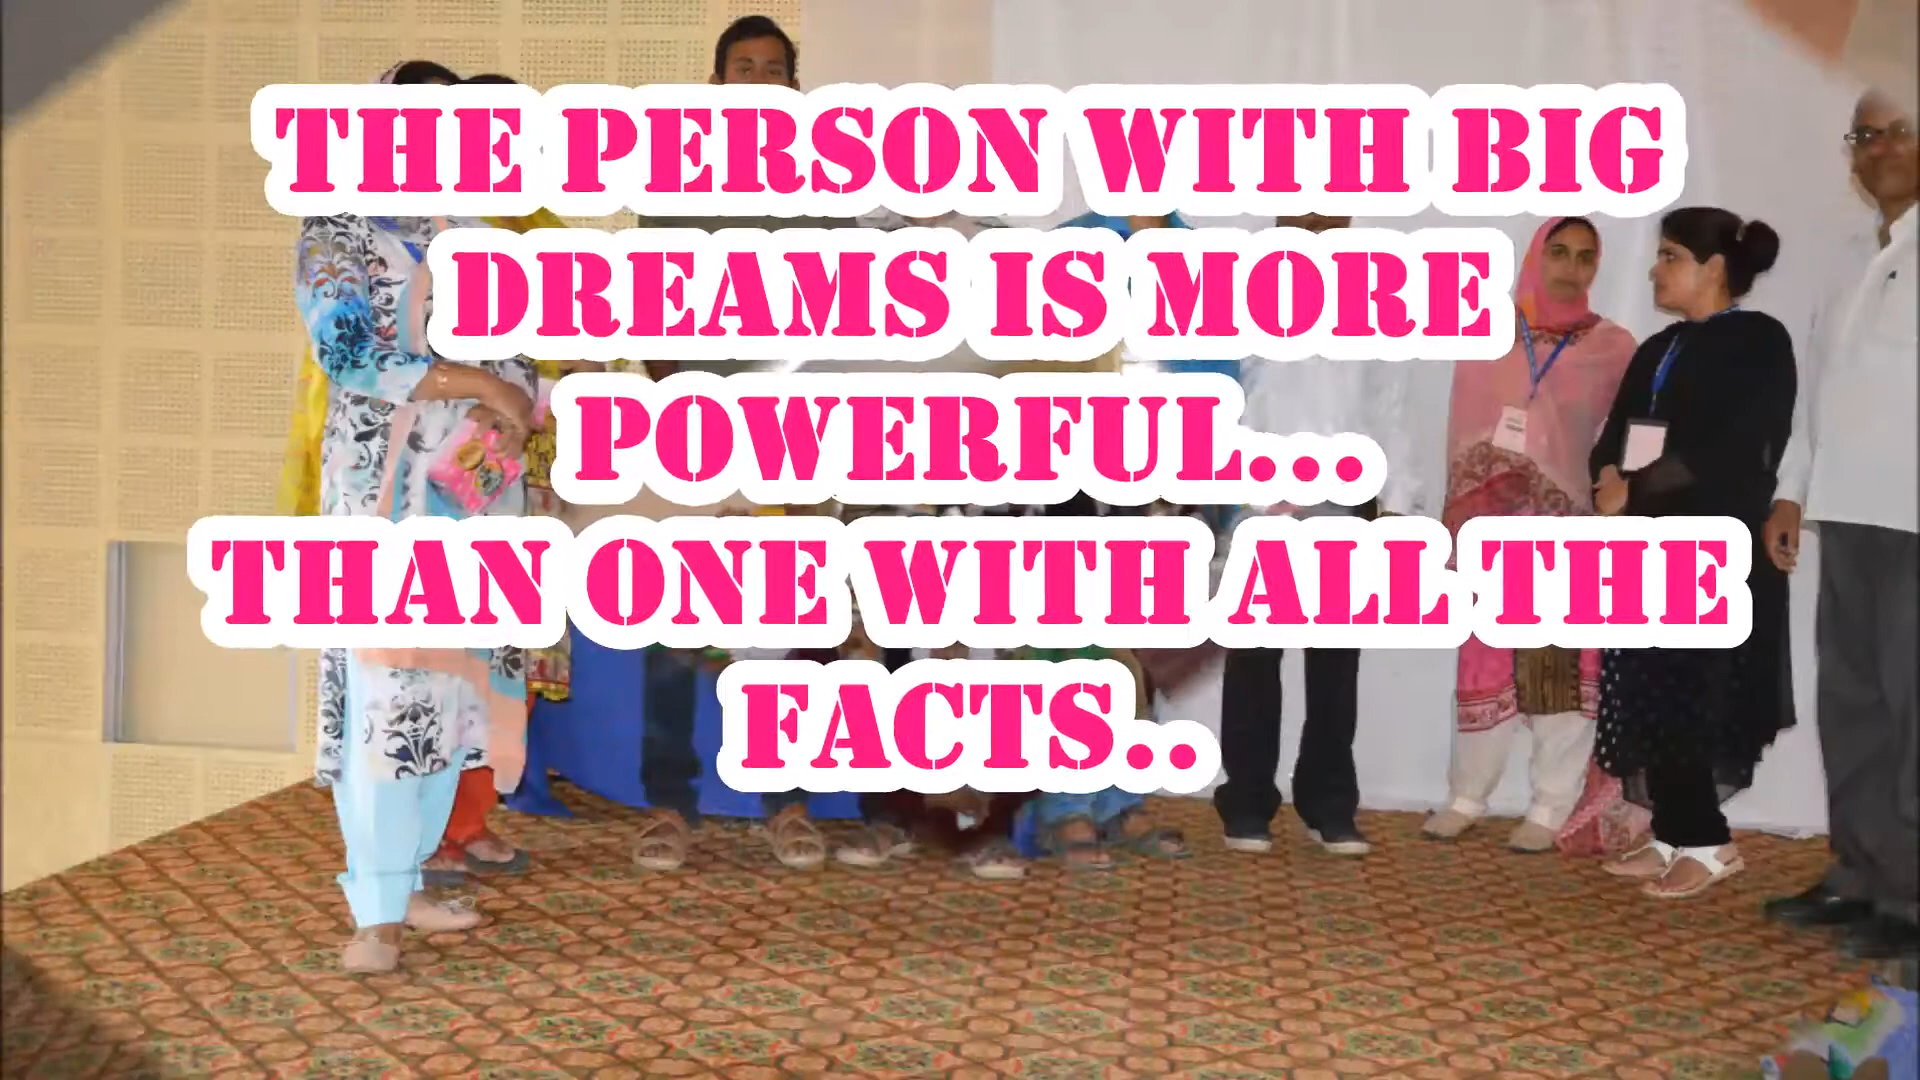 THE PERSON WITH BIG
DREAMS IS MORE
POWERFUL...
THAN ONE WITH ALL THE
FACTS..